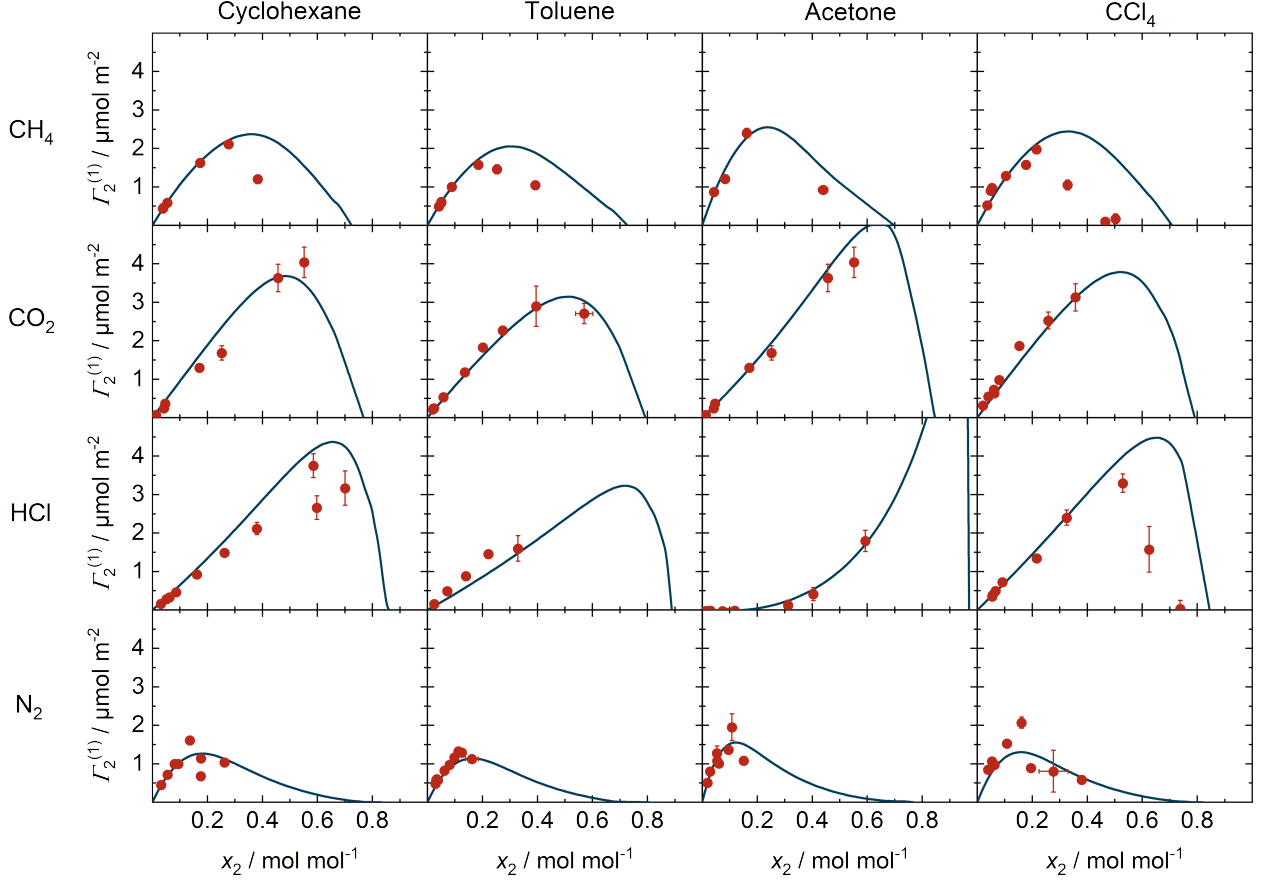 Cyclohexane Toluene Acetone CCl₄
CH₄
Γ₂⁽¹⁾ / μmol m⁻²
4
3
2
1
CO₂
Γ₂⁽¹⁾ / μmol m⁻²
4
3
2
1
HCl
Γ₂⁽¹⁾ / μmol m⁻²
4
3
2
1
N₂
Γ₂⁽¹⁾ / μmol m⁻²
4
3
2
1
0.2 0.4 0.6 0.8 0.2 0.4 0.6 0.8 0.2 0.4 0.6 0.8 0.2 0.4 0.6 0.8
x₂ / mol mol⁻¹ x₂ / mol mol⁻¹ x₂ / mol mol⁻¹ x₂ / mol mol⁻¹